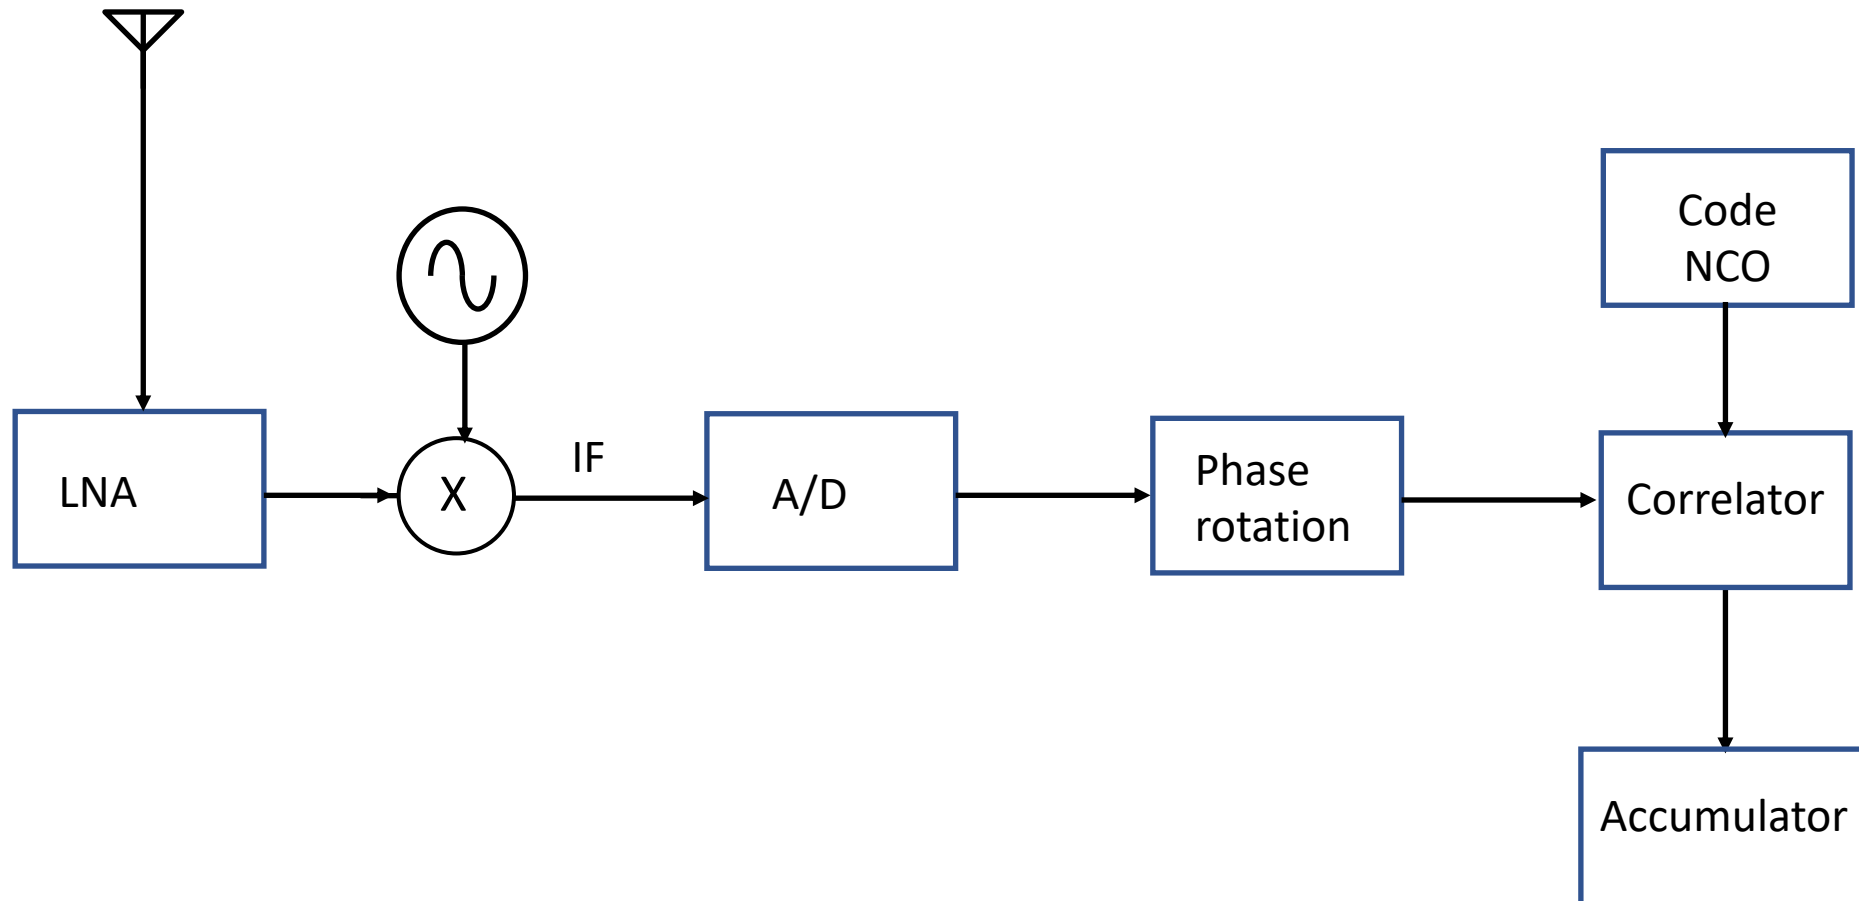 Code
NCO
LNA
X
IF
A/D
Phase
rotation
Correlator
Accumulator